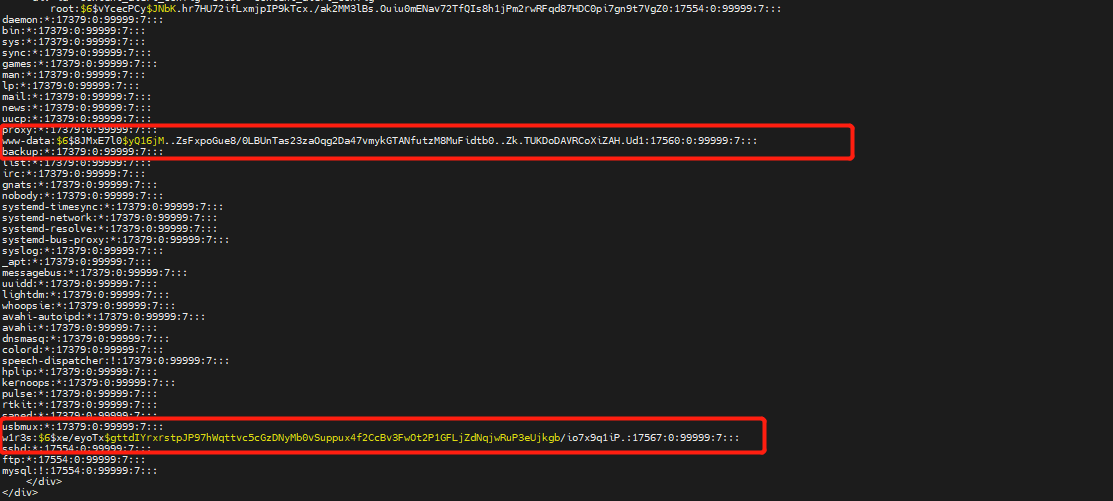 root:$6$vYcecPCy$JNbK.hr7HU72ifLxmjpIP9kTcx./ak2MM3lBs.Ouiu0mENav72TfQIs8h1jPm2rwRFqd87HDC0pi7gn9t7VgZ0:17554:0:99999:7:::
daemon:*:17379:0:99999:7:::
bin:*:17379:0:99999:7:::
sys:*:17379:0:99999:7:::
sync:*:17379:0:99999:7:::
games:*:17379:0:99999:7:::
man:*:17379:0:99999:7:::
lp:*:17379:0:99999:7:::
mail:*:17379:0:99999:7:::
news:*:17379:0:99999:7:::
uucp:*:17379:0:99999:7:::
proxy:*:17379:0:99999:7:::
www-data:$6$8JMxE7l0$yQ16jM..ZsFxpoGue8/0LBUnTas23zaOqg2Da47vmykGTANfutzM8MuFidtb0..Zk.TUKDoDAVRCoXiZAH.Ud1:17560:0:99999:7:::
backup:*:17379:0:99999:7:::
list:*:17379:0:99999:7:::
irc:*:17379:0:99999:7:::
gnats:*:17379:0:99999:7:::
nobody:*:17379:0:99999:7:::
systemd-timesync:*:17379:0:99999:7:::
systemd-network:*:17379:0:99999:7:::
systemd-resolve:*:17379:0:99999:7:::
systemd-bus-proxy:*:17379:0:99999:7:::
syslog:*:17379:0:99999:7:::
_apt:*:17379:0:99999:7:::
messagebus:*:17379:0:99999:7:::
uuidd:*:17379:0:99999:7:::
lightdm:*:17379:0:99999:7:::
whoopsie:*:17379:0:99999:7:::
avahi-autoipd:*:17379:0:99999:7:::
avahi:*:17379:0:99999:7:::
dnsmasq:*:17379:0:99999:7:::
colord:*:17379:0:99999:7:::
speech-dispatcher:!:17379:0:99999:7:::
hplip:*:17379:0:99999:7:::
kernoops:*:17379:0:99999:7:::
pulse:*:17379:0:99999:7:::
rtkit:*:17379:0:99999:7:::
saned:*:17379:0:99999:7:::
usbmux:*:17379:0:99999:7:::
w1r3s:$6$xe/eyoTx$gttdIYrxrstpJP97hWqttvc5cGzDNyMb0vSuppux4f2CcBv3FwOt2P1GFLjZdNqjwRuP3eUjkgb/io7x9q1iP.:17567:0:99999:7:::
sshd:*:17554:0:99999:7:::
ftp:*:17554:0:99999:7:::
mysql:!:17554:0:99999:7:::
</div>
</div>